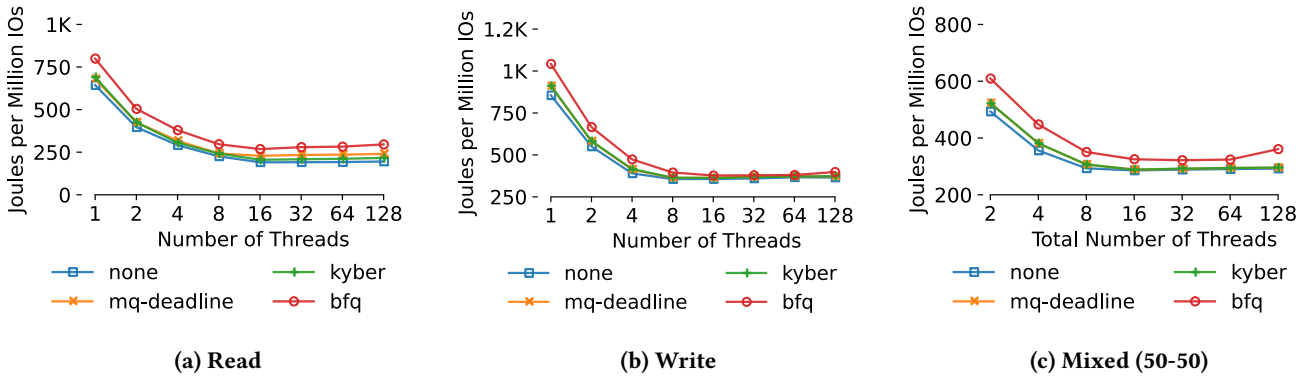 Joules per Million IOs
1K
750
500
250
0
1 2 4 8 16 32 64 128
Number of Threads
none
kyber
mq-deadline
bfq
(a) Read
Joules per Million IOs
1.2K
1K
750
500
250
1 2 4 8 16 32 64 128
Number of Threads
none
kyber
mq-deadline
bfq
(b) Write
Joules per Million IOs
800
600
400
200
2 4 8 16 32 64 128
Total Number of Threads
none
kyber
mq-deadline
bfq
(c) Mixed (50-50)